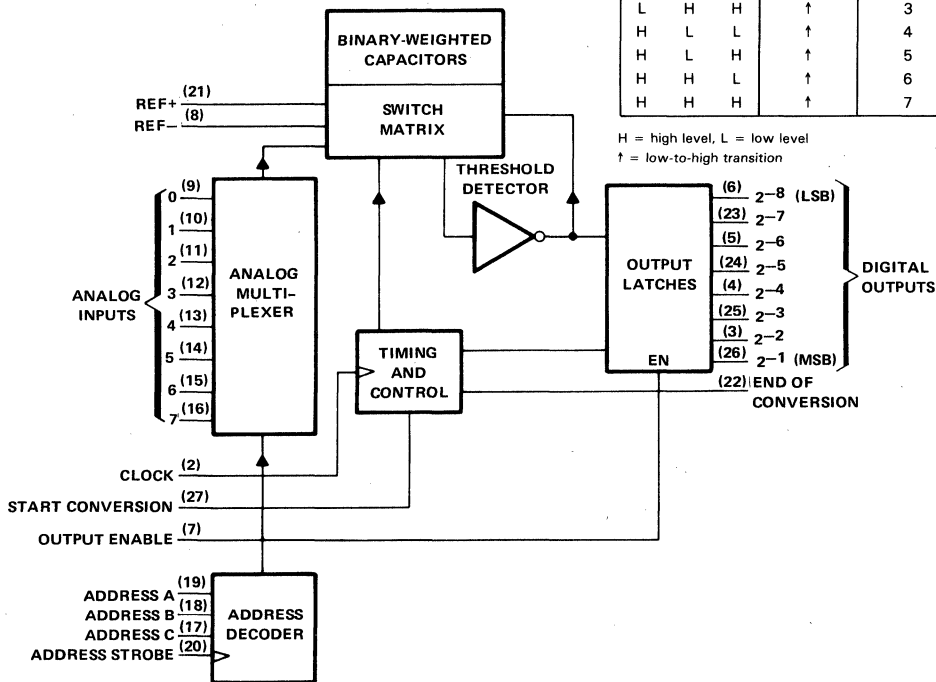 L H H ↑ 3
H L L ↑ 4
H L H ↑ 5
H H L ↑ 6
H H H ↑ 7
H = high level, L = low level
↑ = low-to-high transition
BINARY-WEIGHTED
CAPACITORS
SWITCH
MATRIX
REF+ (21)
REF− (8)
THRESHOLD
DETECTOR
ANALOG
INPUTS
0 (9)
1 (10)
2 (11)
3 (12)
4 (13)
5 (14)
6 (15)
7 (16)
ANALOG
MULTI-
PLEXER
TIMING
AND
CONTROL
OUTPUT
LATCHES
EN
(6) 2−8 (LSB)
(23) 2−7
(5) 2−6
(24) 2−5
(4) 2−4
(25) 2−3
(3) 2−2
(26) 2−1 (MSB)
DIGITAL
OUTPUTS
(22) END OF
CONVERSION
CLOCK (2)
START CONVERSION (27)
OUTPUT ENABLE (7)
ADDRESS A (19)
ADDRESS B (18)
ADDRESS C (17)
ADDRESS STROBE (20)
ADDRESS
DECODER